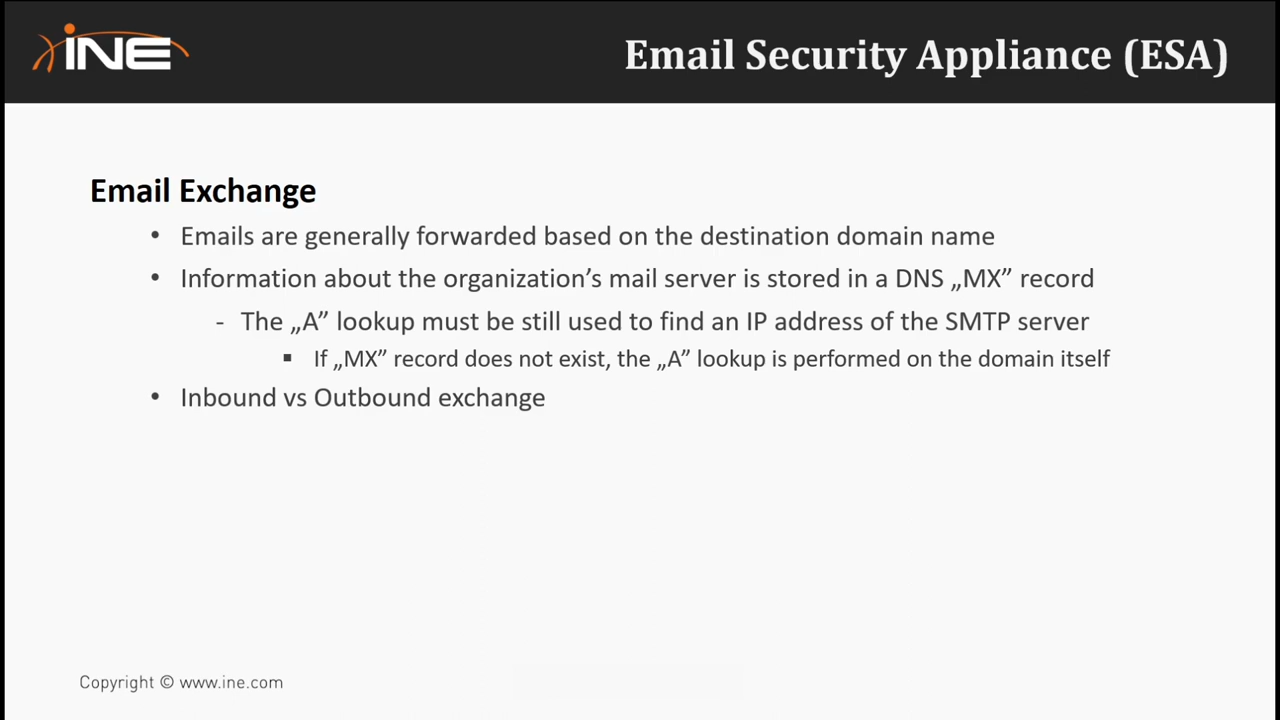 iNE
Email Security Appliance (ESA)
Email Exchange
• Emails are generally forwarded based on the destination domain name
• Information about the organization’s mail server is stored in a DNS „MX” record
- The „A” lookup must be still used to find an IP address of the SMTP server
▪ If „MX” record does not exist, the „A” lookup is performed on the domain itself
• Inbound vs Outbound exchange
Copyright © www.ine.com